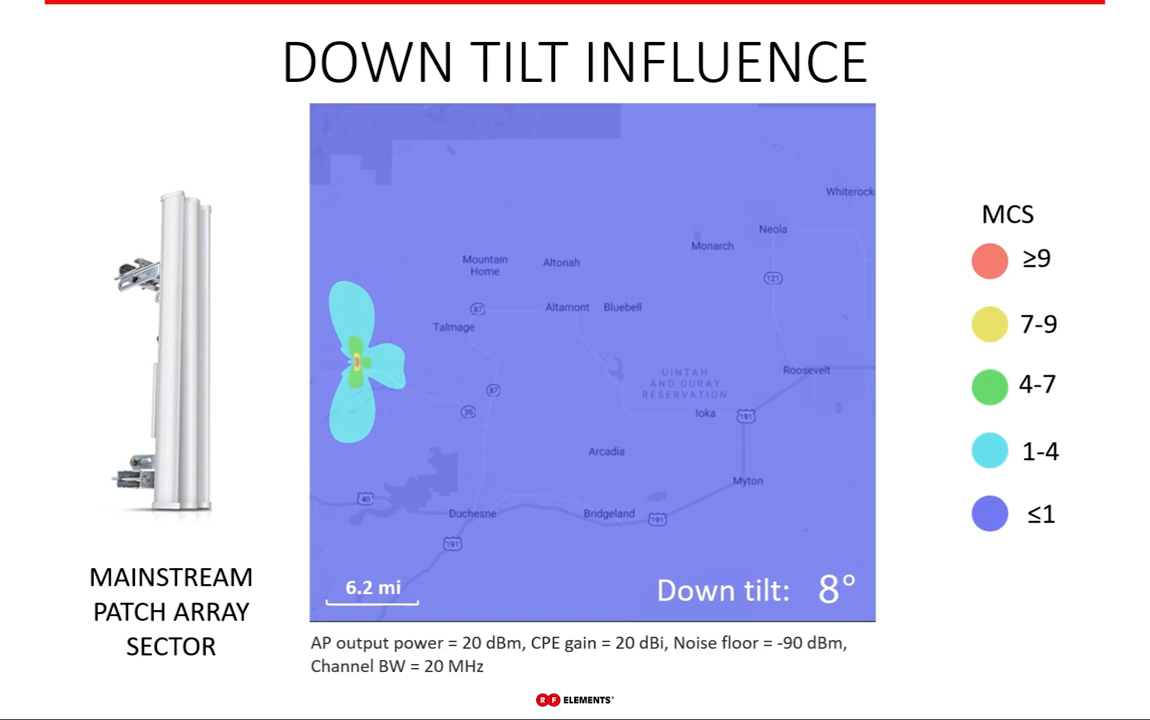 DOWN TILT INFLUENCE
Whiterock
Neola
Monarch
Mountain
Home
Altonah
121
87
Altamont
Bluebell
Talmage
UINTAH
AND OURAY
RESERVATION
Roosevelt
87
35
Ioka
191
Arcadia
Myton
40
Duchesne
Bridgeland
191
191
6.2 mi
Down tilt: 8°
MCS
≥9
7-9
4-7
1-4
≤1
MAINSTREAM
PATCH ARRAY
SECTOR
AP output power = 20 dBm, CPE gain = 20 dBi, Noise floor = -90 dBm,
Channel BW = 20 MHz
RF ELEMENTS